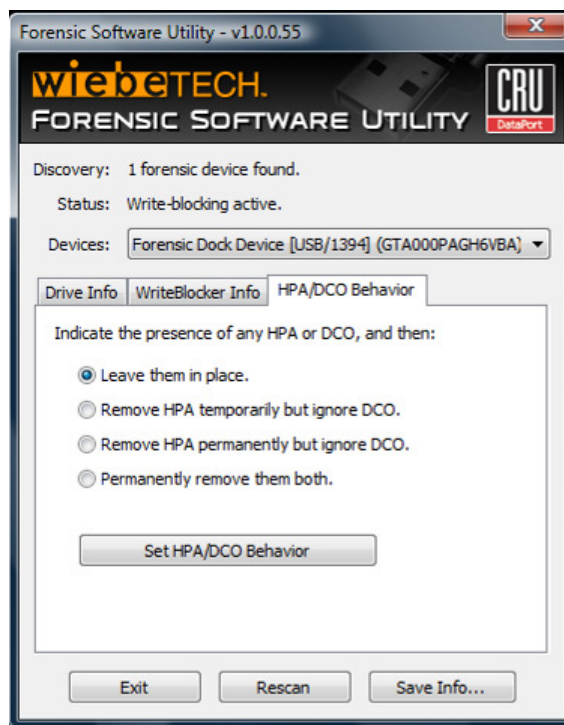 Forensic Software Utility - v1.0.0.55
wiebeTECH.
CRU
FORENSIC SOFTWARE UTILITY
DataPort
Discovery: 1 forensic device found.
Status: Write-blocking active.
Devices: Forensic Dock Device [USB/1394] (GTA000PAGH6VBA)
Drive Info WriteBlocker Info HPA/DCO Behavior
Indicate the presence of any HPA or DCO, and then:
Leave them in place.
Remove HPA temporarily but ignore DCO.
Remove HPA permanently but ignore DCO.
Permanently remove them both.
Set HPA/DCO Behavior
Exit Rescan Save Info...